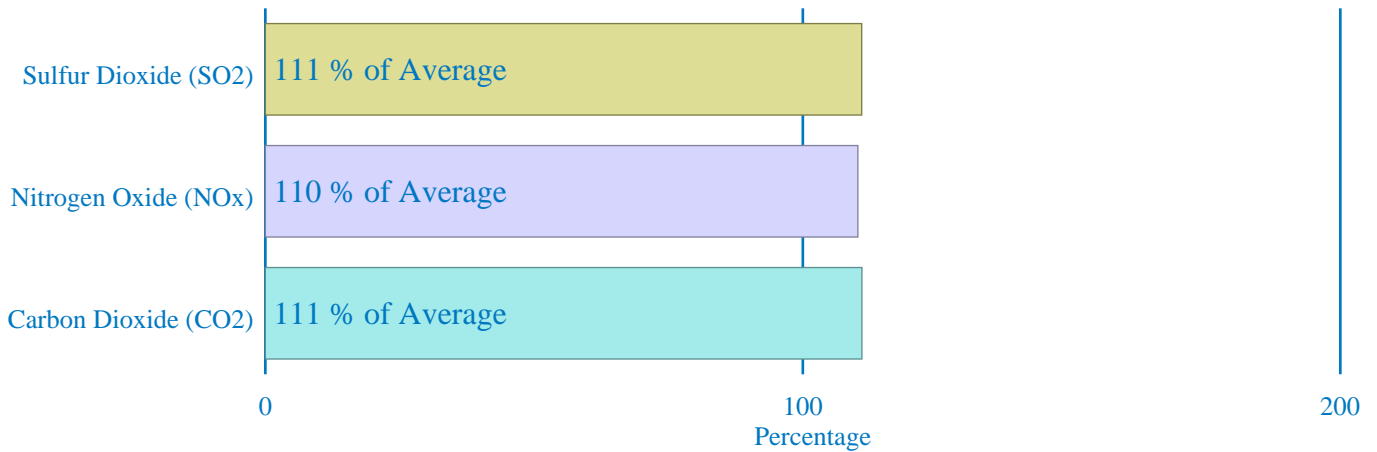 Sulfur Dioxide (SO2)
111 % of Average
Nitrogen Oxide (NOx)
110 % of Average
Carbon Dioxide (CO2)
111 % of Average
0
100
200
Percentage